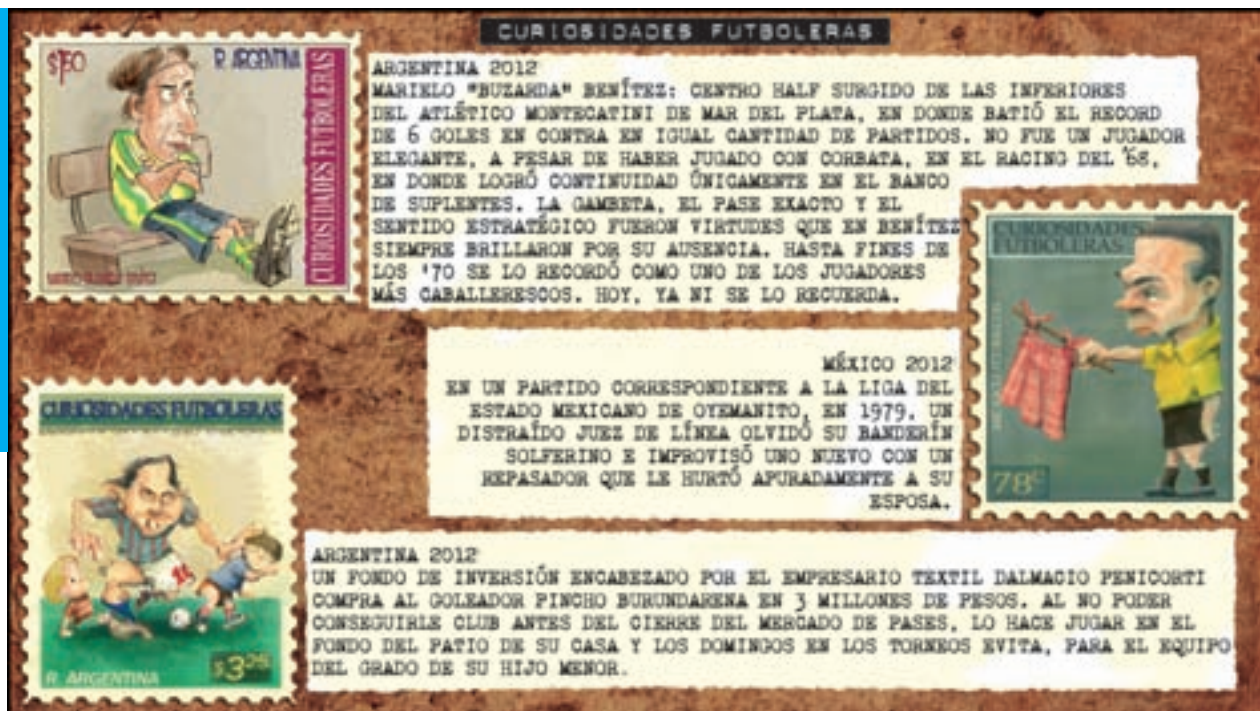 CURIOSIDADES FUTBOLERAS
R. ARGENTINA
CURIOSIDADES FUTBOLERAS
ARGENTINA 2012
MARIELO "BUZARDA" BENÍTEZ: CENTRO HALF SURGIDO DE LAS INFERIORES
DEL ATLÉTICO MONTECATINI DE MAR DEL PLATA, EN DONDE BATIÓ EL RECORD
DE 6 GOLES EN CONTRA EN IGUAL CANTIDAD DE PARTIDOS. NO FUE UN JUGADOR
ELEGANTE, A PESAR DE HABER JUGADO CON CORBATA, EN EL RACING DEL '68,
EN DONDE LOGRÓ CONTINUIDAD ÚNICAMENTE EN EL BANCO
DE SUPLENTES. LA GAMBETA, EL PASE EXACTO Y EL
SENTIDO ESTRATÉGICO FUERON VIRTUDES QUE EN BENÍTEZ
SIEMPRE BRILLARON POR SU AUSENCIA. HASTA FINES DE
LOS '70 SE LO RECORDÓ COMO UNO DE LOS JUGADORES
MÁS CABALLERESCOS. HOY, YA NI SE LO RECUERDA.
CURIOSIDADES
FUTBOLERAS
78¢
MÉXICO 2012
EN UN PARTIDO CORRESPONDIENTE A LA LIGA DEL
ESTADO MEXICANO DE OYEMANITO, EN 1979, UN
DISTRAÍDO JUEZ DE LÍNEA OLVIDÓ SU BANDERÍN
SOLFERINO E IMPROVISÓ UNO NUEVO CON UN
REPASADOR QUE LE HURTÓ APURADAMENTE A SU
ESPOSA.
CURIOSIDADES FUTBOLERAS
R. ARGENTINA
ARGENTINA 2012
UN FONDO DE INVERSIÓN ENCABEZADO POR EL EMPRESARIO TEXTIL DALMACIO PENICORTI
COMPRA AL GOLEADOR PINCHO BURUNDARENA EN 3 MILLONES DE PESOS. AL NO PODER
CONSEGUIRLE CLUB ANTES DEL CIERRE DEL MERCADO DE PASES, LO HACE JUGAR EN EL
FONDO DEL PATIO DE SU CASA Y LOS DOMINGOS EN LOS TORNEOS EVITA, PARA EL EQUIPO
DEL GRADO DE SU HIJO MENOR.